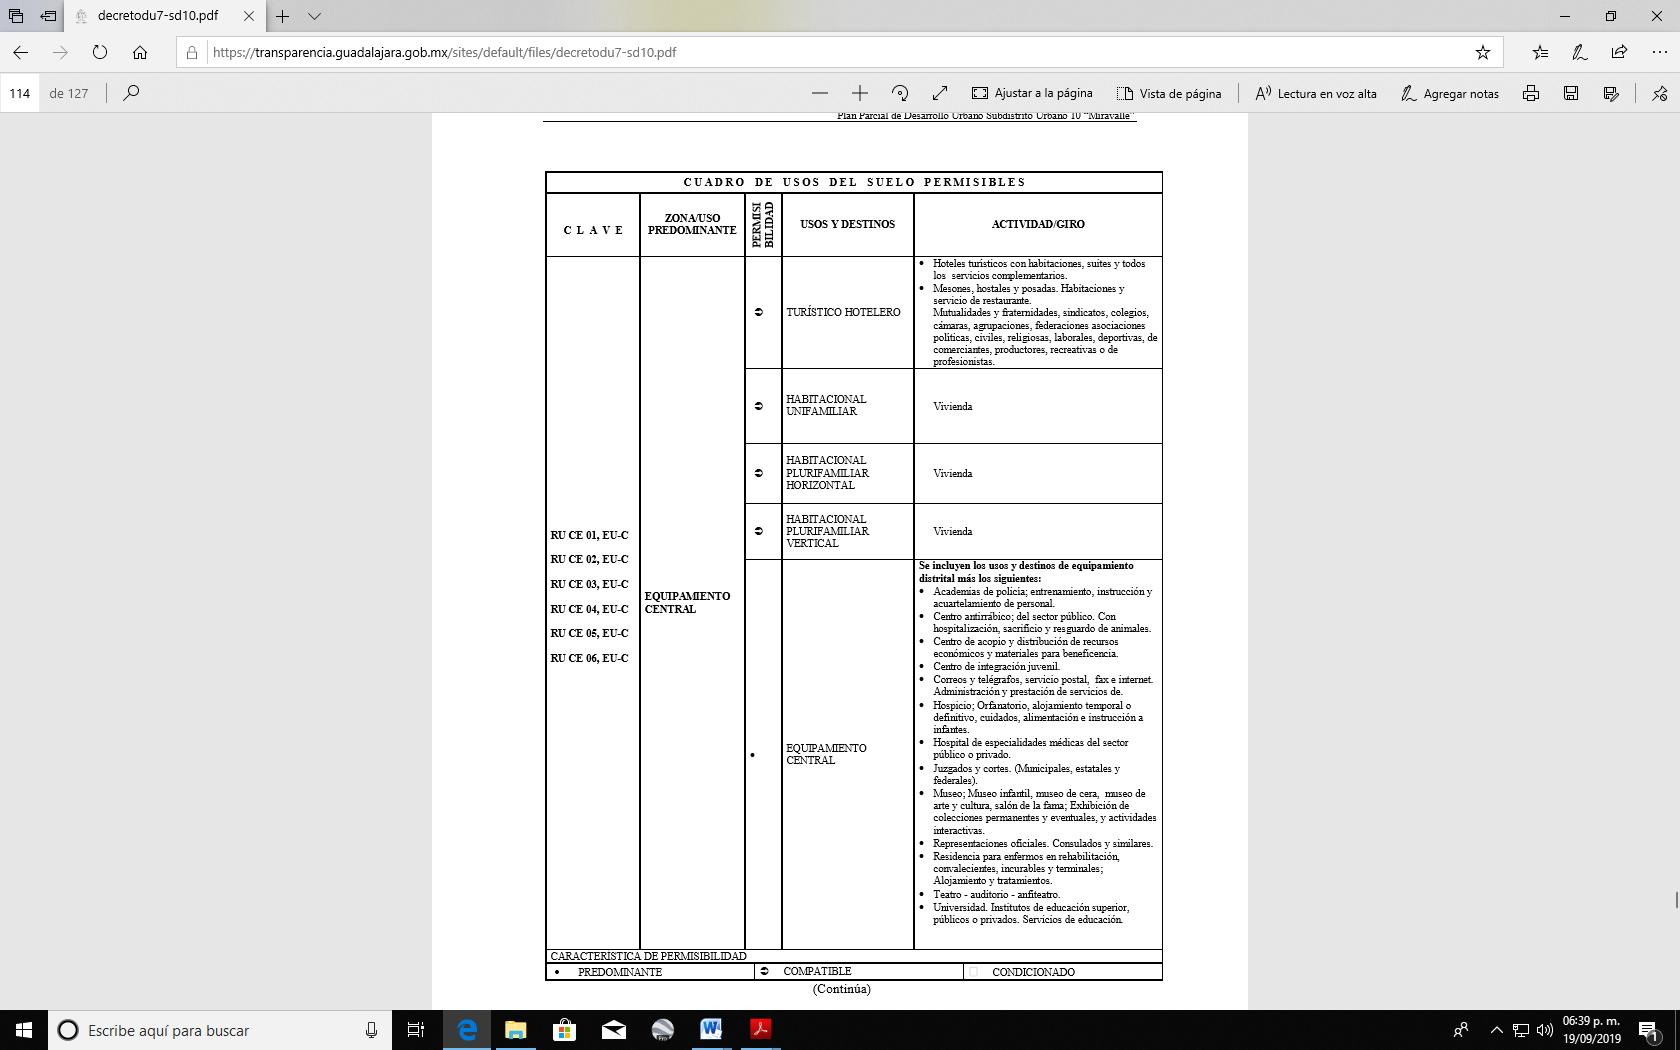 decretodu7-sd10.pdf
https://transparencia.guadalajara.gob.mx/sites/default/files/decretodu7-sd10.pdf
114 de 127
Ajustar a la página
Vista de página
Lectura en voz alta
Agregar notas
Plan Parcial de Desarrollo Urbano Subdistrito Urbano 10 "Miravalle"
CUADRO DE USOS DEL SUELO PERMISIBLES
CLAVE
ZONA/USO
PREDOMINANTE
PERMISI
BILIDAD
USOS Y DESTINOS
ACTIVIDAD/GIRO
RU CE 01, EU-C
RU CE 02, EU-C
RU CE 03, EU-C
RU CE 04, EU-C
RU CE 05, EU-C
RU CE 06, EU-C
EQUIPAMIENTO
CENTRAL
TURÍSTICO HOTELERO
• Hoteles turísticos con habitaciones, suites y todos
los servicios complementarios.
• Mesones, hostales y posadas. Habitaciones y
servicio de restaurante.
Mutualidades y fraternidades, sindicatos, colegios,
cámaras, agrupaciones, federaciones asociaciones
políticas, civiles, religiosas, laborales, deportivas, de
comerciantes, productores, recreativas o de
profesionistas.
HABITACIONAL
UNIFAMILIAR
Vivienda
HABITACIONAL
PLURIFAMILIAR
HORIZONTAL
Vivienda
HABITACIONAL
PLURIFAMILIAR
VERTICAL
Vivienda
•
EQUIPAMIENTO
CENTRAL
Se incluyen los usos y destinos de equipamiento
distrital más los siguientes:
• Academias de policía; entrenamiento, instrucción y
acuartelamiento de personal.
• Centro antirrábico; del sector público. Con
hospitalización, sacrificio y resguardo de animales.
• Centro de acopio y distribución de recursos
económicos y materiales para beneficencia.
• Centro de integración juvenil.
• Correos y telégrafos, servicio postal, fax e internet.
Administración y prestación de servicios de.
• Hospicio; Orfanatorio, alojamiento temporal o
definitivo, cuidados, alimentación e instrucción a
infantes.
• Hospital de especialidades médicas del sector
público o privado.
• Juzgados y cortes. (Municipales, estatales y
federales).
• Museo; Museo infantil, museo de cera, museo de
arte y cultura, salón de la fama; Exhibición de
colecciones permanentes y eventuales, y actividades
interactivas.
• Representaciones oficiales. Consulados y similares.
• Residencia para enfermos en rehabilitación,
convalecientes, incurables y terminales;
Alojamiento y tratamientos.
• Teatro - auditorio - anfiteatro.
• Universidad. Institutos de educación superior,
públicos o privados. Servicios de educación.
CARACTERÍSTICA DE PERMISIBILIDAD
• PREDOMINANTE
COMPATIBLE
CONDICIONADO
(Continúa)
Escribe aquí para buscar
06:39 p. m.
19/09/2019
1